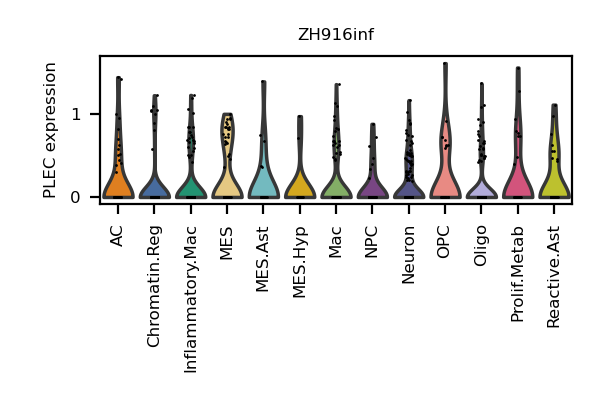 ZH916inf
PLEC expression
1
0
AC
Chromatin.Reg
Inflammatory.Mac
MES
MES.Ast
MES.Hyp
Mac
NPC
Neuron
OPC
Oligo
Prolif.Metab
Reactive.Ast